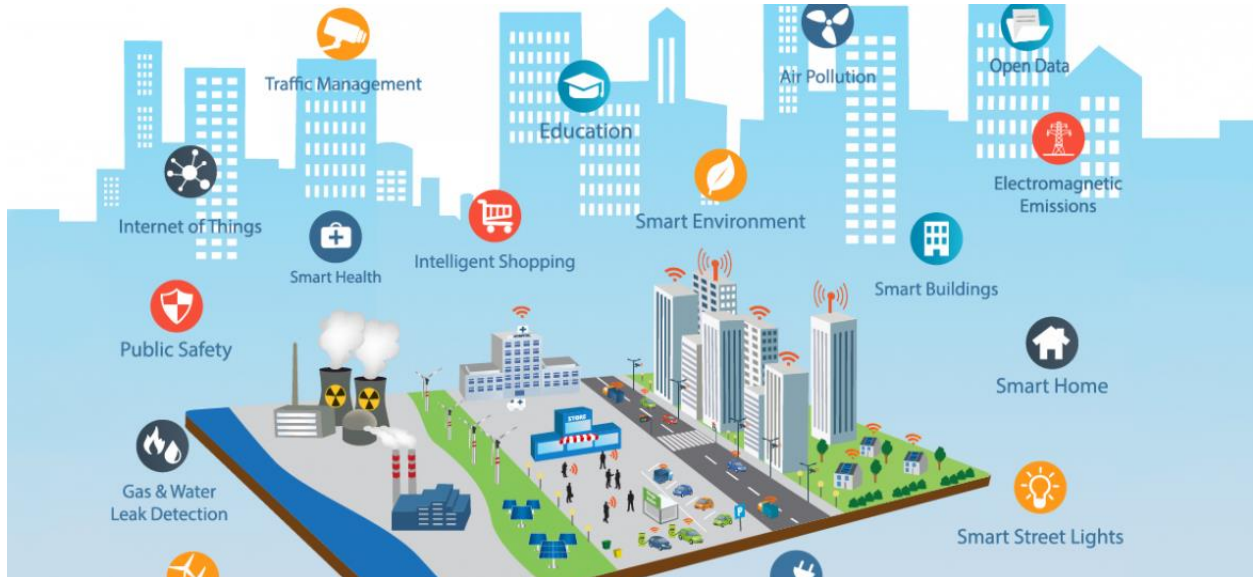 Traffic Management
Air Pollution
Open Data
Education
Electromagnetic
Emissions
Internet of Things
Smart Environment
Smart Health
Intelligent Shopping
Smart Buildings
Public Safety
Smart Home
STORE
Gas & Water
Leak Detection
P
Smart Street Lights